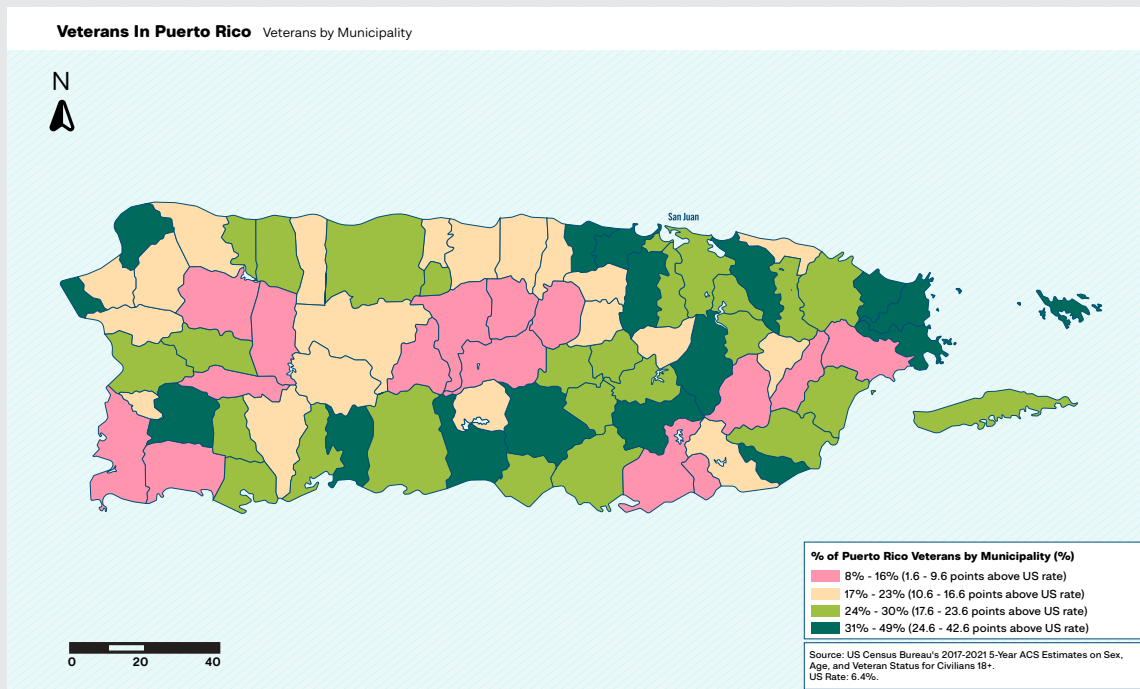 Veterans In Puerto Rico Veterans by Municipality
N
San Juan
% of Puerto Rico Veterans by Municipality (%)
8% - 16% (1.6 - 9.6 points above US rate)
17% - 23% (10.6 - 16.6 points above US rate)
24% - 30% (17.6 - 23.6 points above US rate)
31% - 49% (24.6 - 42.6 points above US rate)
0 20 40
Source: US Census Bureau's 2017-2021 5-Year ACS Estimates on Sex,
Age, and Veteran Status for Civilians 18+.
US Rate: 6.4%.